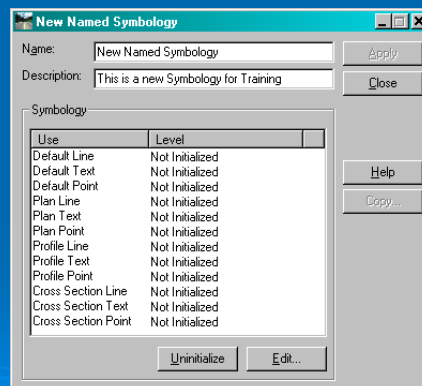 New Named Symbology
Name: New Named Symbology Apply
Description: This is a new Symbology for Training Close
Symbology
Use Level
Default Line Not Initialized
Default Text Not Initialized
Default Point Not Initialized
Plan Line Not Initialized
Plan Text Not Initialized
Plan Point Not Initialized
Profile Line Not Initialized
Profile Text Not Initialized
Profile Point Not Initialized
Cross Section Line Not Initialized
Cross Section Text Not Initialized
Cross Section Point Not Initialized
Help
Copy...
Uninitialize Edit...